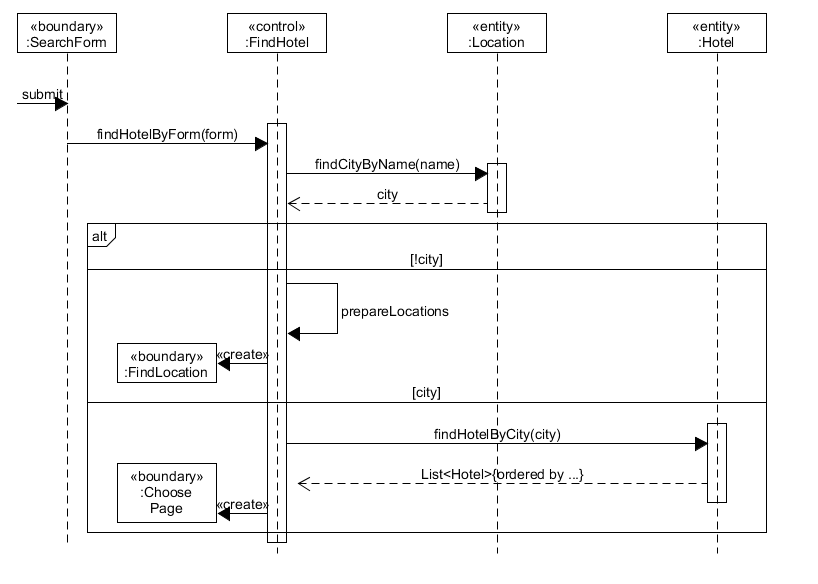 «boundary»
:SearchForm
«control»
:FindHotel
«entity»
:Location
«entity»
:Hotel
submit
findHotelByForm(form)
findCityByName(name)
city
alt
[!city]
prepareLocations
«boundary»
:FindLocation
«create»
[city]
findHotelByCity(city)
List<Hotel>{ordered by ...}
«boundary»
:Choose
Page
«create»